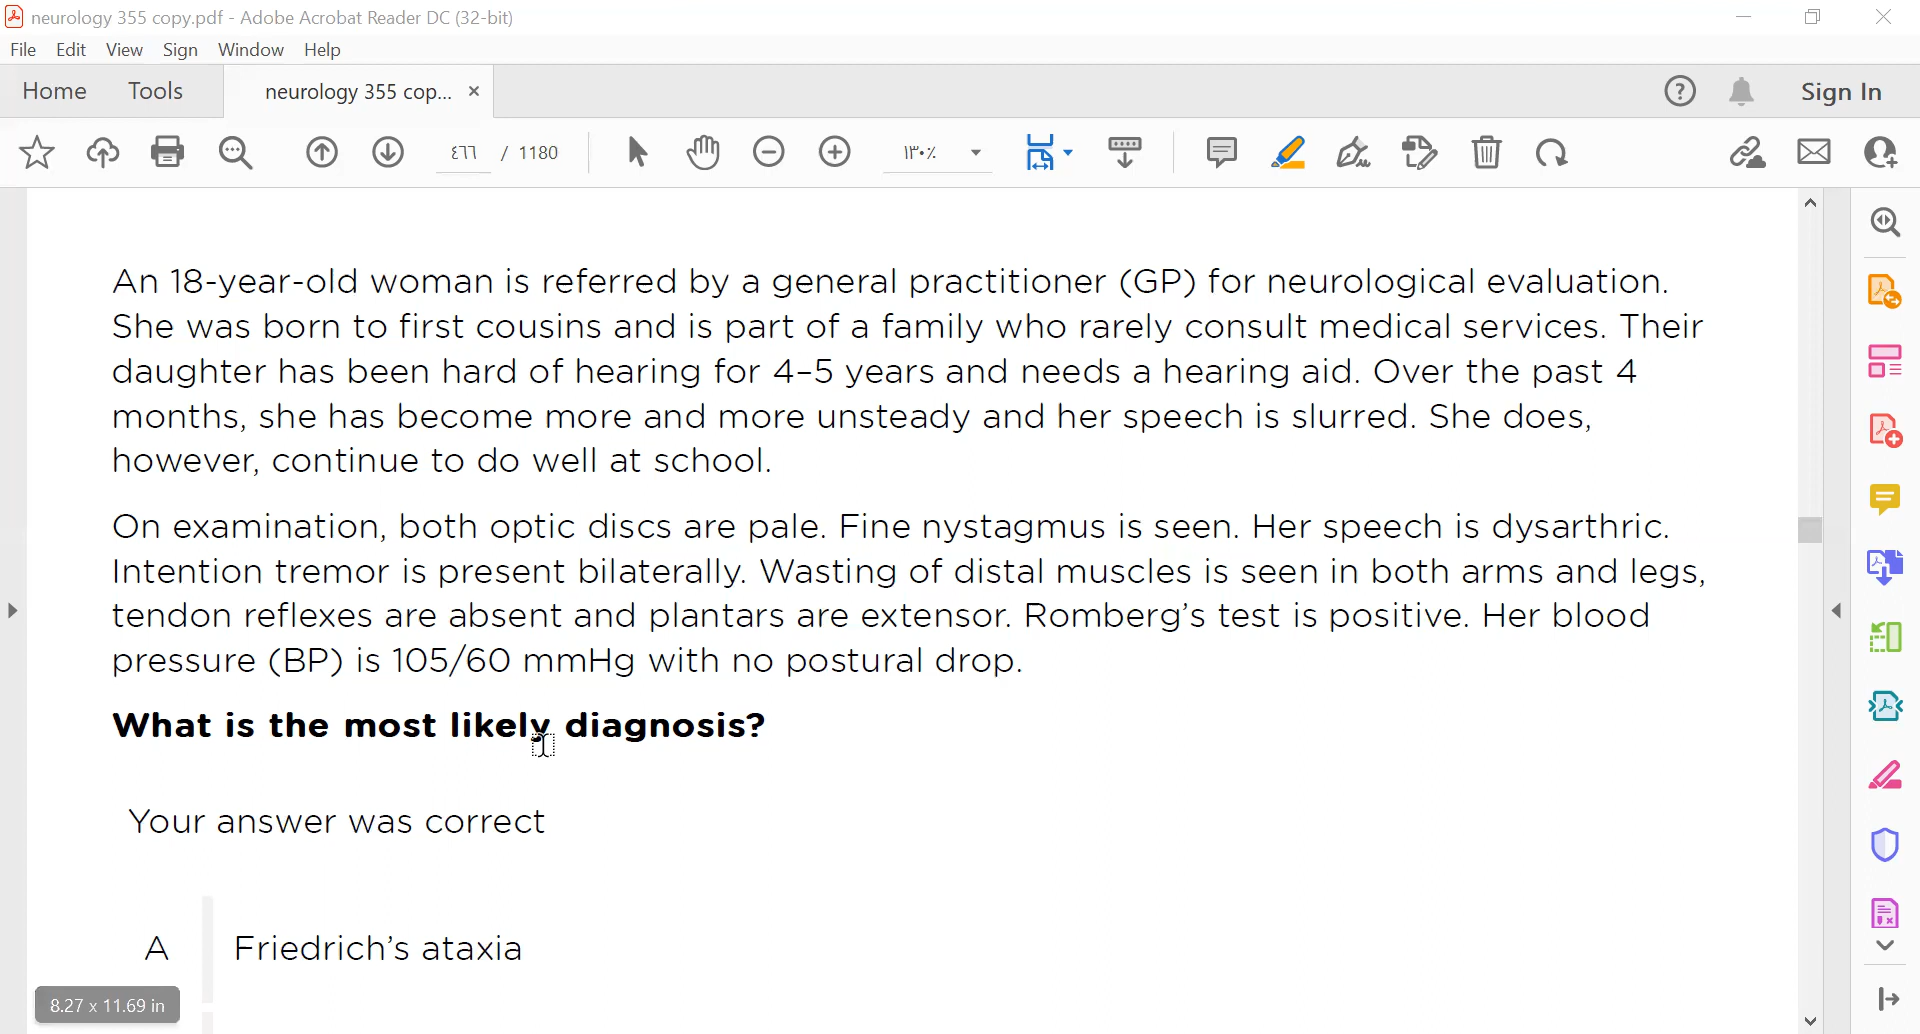 neurology 355 copy.pdf - Adobe Acrobat Reader DC (32-bit)
File Edit View Sign Window Help
Home Tools neurology 355 cop... × Sign In
٤٦٦ / 1180 ١٣٠٪
An 18-year-old woman is referred by a general practitioner (GP) for neurological evaluation.
She was born to first cousins and is part of a family who rarely consult medical services. Their
daughter has been hard of hearing for 4–5 years and needs a hearing aid. Over the past 4
months, she has become more and more unsteady and her speech is slurred. She does,
however, continue to do well at school.
On examination, both optic discs are pale. Fine nystagmus is seen. Her speech is dysarthric.
Intention tremor is present bilaterally. Wasting of distal muscles is seen in both arms and legs,
tendon reflexes are absent and plantars are extensor. Romberg’s test is positive. Her blood
pressure (BP) is 105/60 mmHg with no postural drop.
What is the most likely diagnosis?
Your answer was correct
A Friedrich’s ataxia
8.27 x 11.69 in